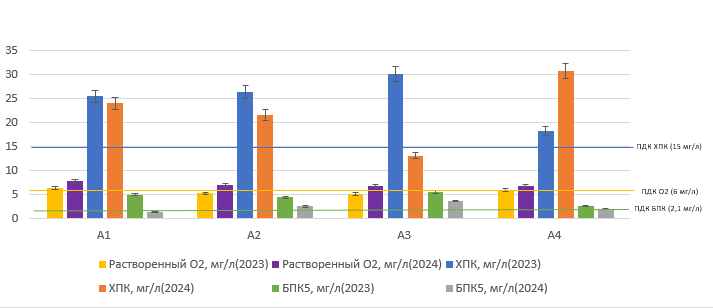 35
30
25
20
15
10
5
0
ПДК ХПК (15 мг/л)
ПДК О2 (6 мг/л)
ПДК БПК (2,1 мг/л)
А1 А2 А3 А4
Растворенный О2, мг/л(2023) Растворенный О2, мг/л(2024) ХПК, мг/л(2023)
ХПК, мг/л(2024) БПК5, мг/л(2023) БПК5, мг/л(2024)